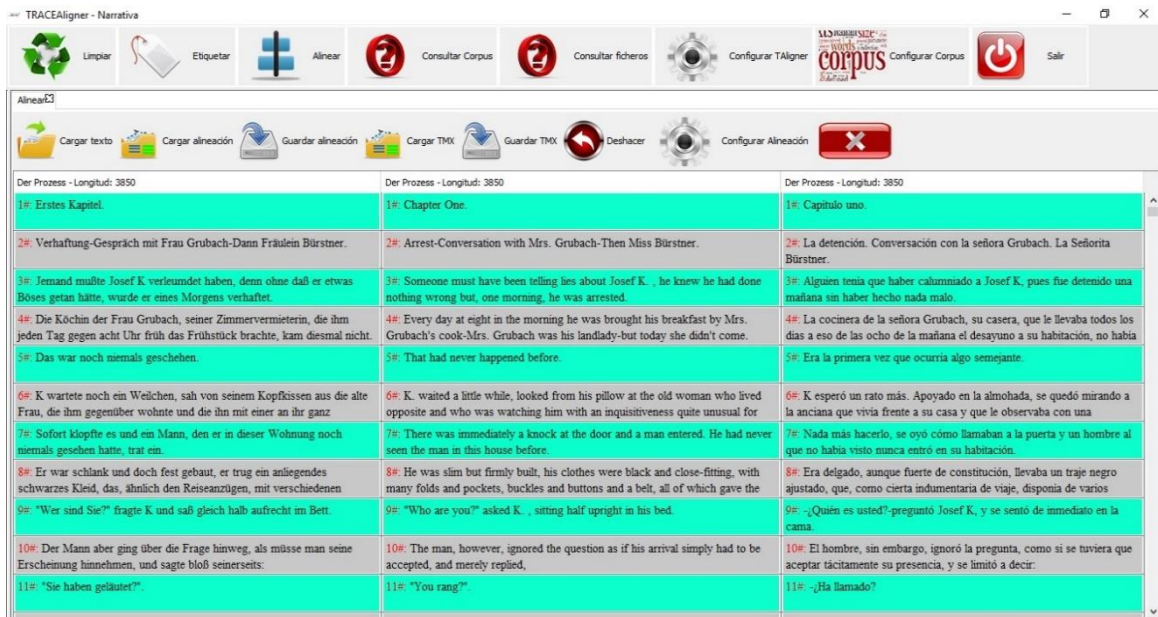 TRACEAligner - Narrativa
Limpiar
Etiquetar
Alinear
Consultar Corpus
Consultar ficheros
Configurar TAligner
words
corpus
Configurar Corpus
Salir
Alinear
Cargar texto
Cargar alineación
Guardar alineación
Cargar TMX
Guardar TMX
Deshacer
Configurar Alineación
Der Prozess - Longitud: 3850
Der Prozess - Longitud: 3850
Der Prozess - Longitud: 3850
1#: Erstes Kapitel.
1#: Chapter One.
1#: Capitulo uno.
2#: Verhaftung-Gespräch mit Frau Grubach-Dann Fräulein Bürstner.
2#: Arrest-Conversation with Mrs. Grubach-Then Miss Bürstner.
2#: La detención. Conversación con la señora Grubach. La Señorita
Bürstner.
3#: Jemand mußte Josef K verleumdet haben, denn ohne daß er etwas
Böses getan hätte, wurde er eines Morgens verhaftet.
3#: Someone must have been telling lies about Josef K. , he knew he had done
nothing wrong but, one morning, he was arrested.
3#: Alguien tenia que haber calumniado a Josef K, pues fue detenido una
mañana sin haber hecho nada malo.
4#: Die Köchin der Frau Grubach, seiner Zimmervermieterin, die ihm
jeden Tag gegen acht Uhr früh das Frühstück brachte, kam diesmal nicht.
4#: Every day at eight in the morning he was brought his breakfast by Mrs.
Grubach's cook-Mrs. Grubach was his landlady-but today she didn't come.
4#: La cocinera de la señora Grubach, su casera, que le llevaba todos los
días a eso de las ocho de la mañana el desayuno a su habitación, no había
5#: Das war noch niemals geschehen.
5#: That had never happened before.
5#: Era la primera vez que ocurría algo semejante.
6#: K wartete noch ein Weilchen, sah von seinem Kopfkissen aus die alte
Frau, die ihm gegenüber wohnte und die ihn mit einer an ihr ganz
6#: K. waited a little while, looked from his pillow at the old woman who lived
opposite and who was watching him with an inquisitiveness quite unusual for
6#: K esperó un rato más. Apoyado en la almohada, se quedó mirando a
la anciana que vivía frente a su casa y que le observaba con una
7#: Sofort klopfte es und ein Mann, den er in dieser Wohnung noch
niemals gesehen hatte, trat ein.
7#: There was immediately a knock at the door and a man entered. He had never
seen the man in this house before.
7#: Nada más hacerlo, se oyó cómo llamaban a la puerta y un hombre al
que no había visto nunca entró en su habitación.
8#: Er war schlank und doch fest gebaut, er trug ein anliegendes
schwarzes Kleid, das, ähnlich den Reiseanzügen, mit verschiedenen
8#: He was slim but firmly built, his clothes were black and close-fitting, with
many folds and pockets, buckles and buttons and a belt, all of which gave the
8#: Era delgado, aunque fuerte de constitución, llevaba un traje negro
ajustado, que, como cierta indumentaria de viaje, disponía de varios
9#: "Wer sind Sie?" fragte K und saß gleich halb aufrecht im Bett.
9#: "Who are you?" asked K. , sitting half upright in his bed.
9#: -¿Quién es usted?-preguntó Josef K, y se sentó de inmediato en la
cama.
10#: Der Mann aber ging über die Frage hinweg, als müsse man seine
Erscheinung hinnehmen, und sagte bloß seinerseits:
10#: The man, however, ignored the question as if his arrival simply had to be
accepted, and merely replied,
10#: El hombre, sin embargo, ignoró la pregunta, como si se tuviera que
aceptar tácitamente su presencia, y se limitó a decir:
11#: "Sie haben geläutet?".
11#: "You rang?".
11#: -¿Ha llamado?